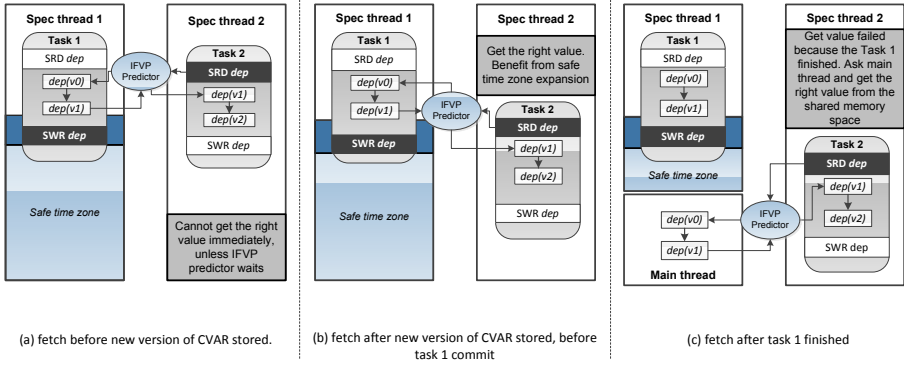 Spec thread 1
Spec thread 2
Task 1
SRD dep
dep(v0)
dep(v1)
SWR dep
Safe time zone
IFVP
Predictor
Task 2
SRD dep
dep(v1)
dep(v2)
SWR dep
Cannot get the right
value immediately,
unless IFVP
predictor waits
(a) fetch before new version of CVAR stored.
Spec thread 1
Spec thread 2
Task 1
SRD dep
dep(v0)
dep(v1)
SWR dep
Safe time zone
IFVP
Predictor
Get the right value.
Benefit from safe
time zone expansion
Task 2
SRD dep
dep(v1)
dep(v2)
SWR dep
(b) fetch after new version of CVAR stored, before
task 1 commit
Spec thread 1
Spec thread 2
Task 1
SRD dep
dep(v0)
dep(v1)
SWR dep
Safe time zone
Get value failed
because the Task 1
finished. Ask main
thread and get the
right value from the
shared memory
space
Task 2
SRD dep
dep(v1)
dep(v2)
SWR dep
IFVP
Predictor
dep(v0)
dep(v1)
Main thread
(c) fetch after task 1 finished